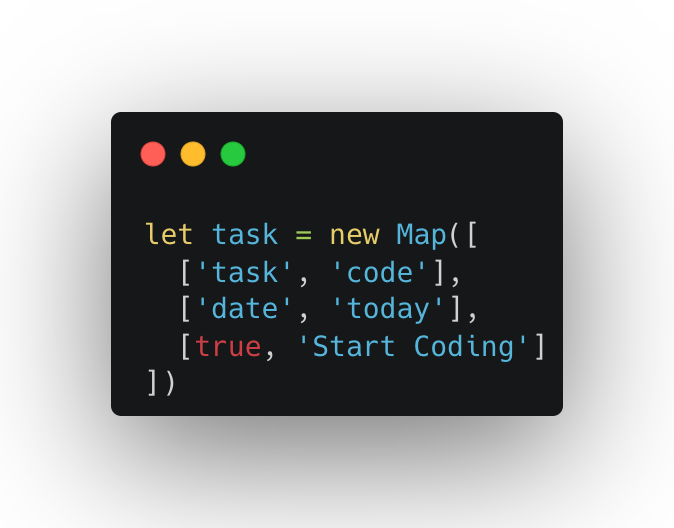 let task = new Map([
  ['task', 'code'],
  ['date', 'today'],
  [true, 'Start Coding']
])